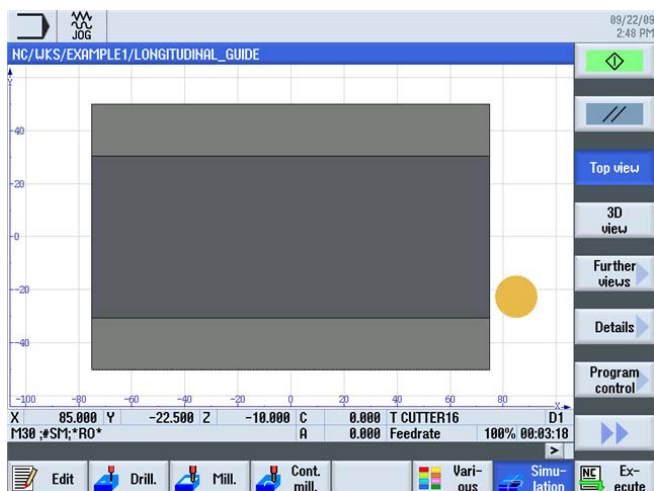 JOG
09/22/09
2:48 PM
NC/WKS/EXAMPLE1/LONGITUDINAL_GUIDE
Y
40
20
0
-20
-40
-100 -80 -60 -40 -20 0 20 40 60 80 X
Top view
3D
view
Further
views
Details
Program
control
X 85.000 Y -22.500 Z -10.000 C 0.000 T CUTTER16 D1
M30 ;#SM;*RO* A 0.000 Feedrate 100% 00:03:18
>
Edit
Drill.
Mill.
Cont.
mill.
Vari-
ous
Simu-
lation
NC
Ex-
ecute